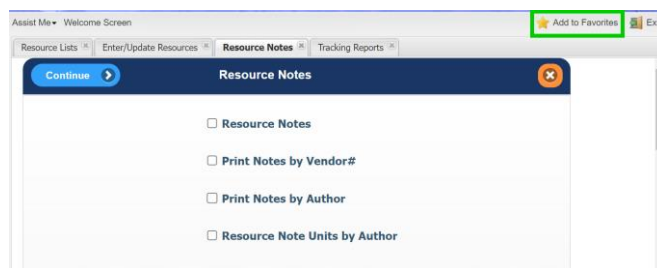 Assist Me Welcome Screen Add to Favorites
Resource Lists Enter/Update Resources Resource Notes Tracking Reports
Continue Resource Notes
Resource Notes
Print Notes by Vendor#
Print Notes by Author
Resource Note Units by Author